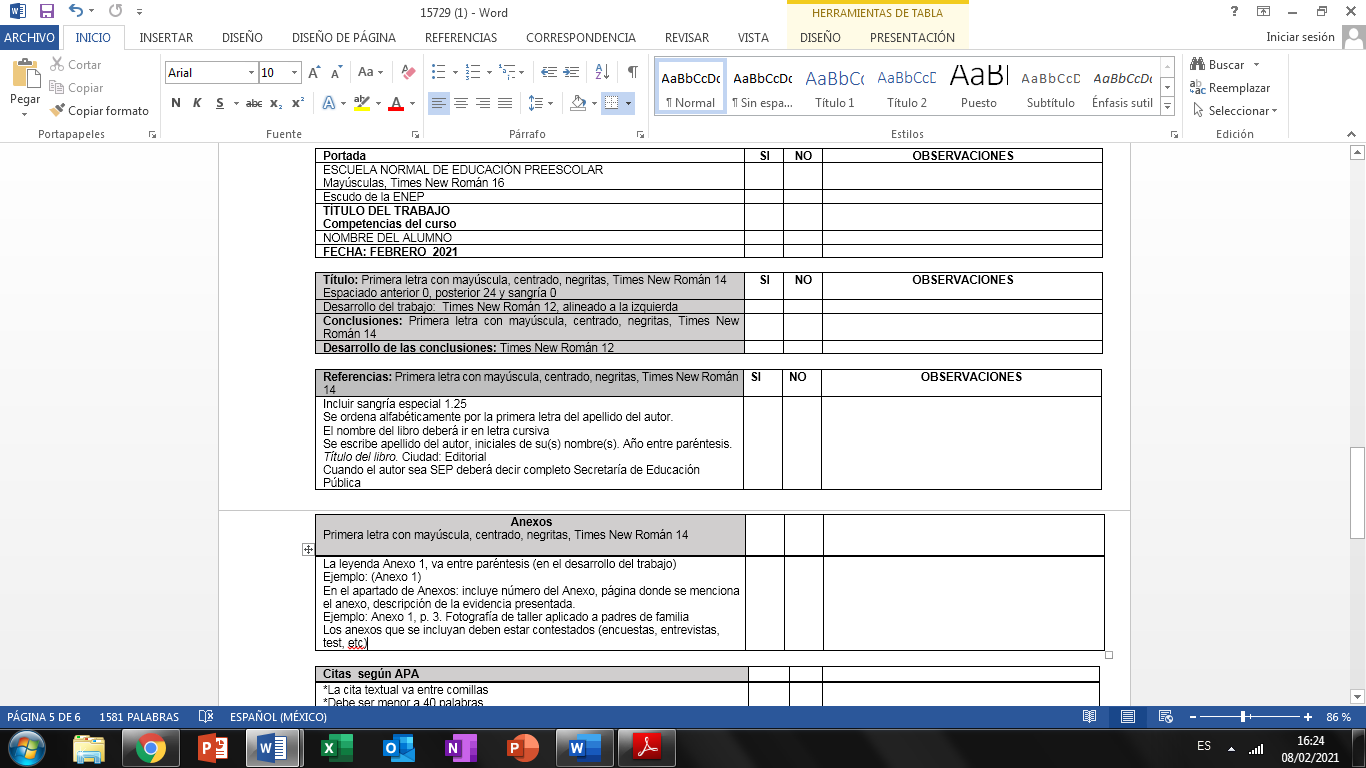 15729 (1) - Word
HERRAMIENTAS DE TABLA
ARCHIVO INICIO INSERTAR DISEÑO DISEÑO DE PÁGINA REFERENCIAS CORRESPONDENCIA REVISAR VISTA DISEÑO PRESENTACIÓN Iniciar sesión
Pegar
Cortar
Copiar
Copiar formato
Portapapeles
Arial 10
Fuente
Párrafo
AaBbCcDc AaBbCcDc AaBbCc AaBbCcD AaBl AaBbCcD AaBbCcDc
¶ Normal ¶ Sin espa... Título 1 Título 2 Puesto Subtítulo Énfasis sutil
Estilos
Buscar
Reemplazar
Seleccionar
Edición
Portada SI NO OBSERVACIONES
ESCUELA NORMAL DE EDUCACIÓN PREESCOLAR
Mayúsculas, Times New Román 16
Escudo de la ENEP
TÍTULO DEL TRABAJO
Competencias del curso
NOMBRE DEL ALUMNO
FECHA: FEBRERO 2021
Título: Primera letra con mayúscula, centrado, negritas, Times New Román 14 SI NO OBSERVACIONES
Espaciado anterior 0, posterior 24 y sangría 0
Desarrollo del trabajo: Times New Román 12, alineado a la izquierda
Conclusiones: Primera letra con mayúscula, centrado, negritas, Times New
Román 14
Desarrollo de las conclusiones: Times New Román 12
Referencias: Primera letra con mayúscula, centrado, negritas, Times New Román SI NO OBSERVACIONES
14
Incluir sangría especial 1.25
Se ordena alfabéticamente por la primera letra del apellido del autor.
El nombre del libro deberá ir en letra cursiva
Se escribe apellido del autor, iniciales de su(s) nombre(s). Año entre paréntesis.
Título del libro. Ciudad: Editorial
Cuando el autor sea SEP deberá decir completo Secretaría de Educación
Pública
Anexos
Primera letra con mayúscula, centrado, negritas, Times New Román 14
La leyenda Anexo 1, va entre paréntesis (en el desarrollo del trabajo)
Ejemplo: (Anexo 1)
En el apartado de Anexos: incluye número del Anexo, página donde se menciona
el anexo, descripción de la evidencia presentada.
Ejemplo: Anexo 1, p. 3. Fotografía de taller aplicado a padres de familia
Los anexos que se incluyan deben estar contestados (encuestas, entrevistas,
test, etc)
Citas según APA
*La cita textual va entre comillas
*Debe ser menor a 40 palabras
PÁGINA 5 DE 6 1581 PALABRAS ESPAÑOL (MÉXICO) 86 %
ES 16:24
08/02/2021